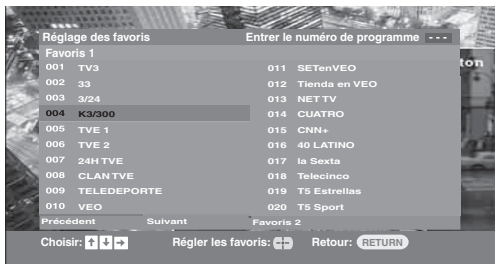 Réglage des favoris Entrer le numéro de programme - - -
Favoris 1
001 TV3
002 33
003 3/24
004 K3/300
005 TVE 1
006 TVE 2
007 24H TVE
008 CLAN TVE
009 TELEDEPORTE
010 VEO
011 SETenVEO
012 Tienda en VEO
013 NET TV
014 CUATRO
015 CNN+
016 40 LATINO
017 la Sexta
018 Telecinco
019 T5 Estrellas
020 T5 Sport
ton
Précédent Suivant Favoris 2
Choisir: Régler les favoris: Retour: RETURN